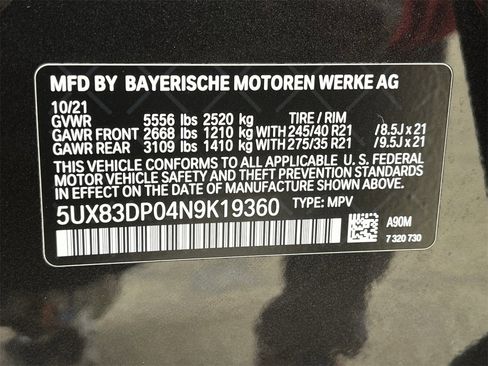 MFD BY BAYERISCHE MOTOREN WERKE AG
10/21
GVWR 5556 lbs 2520 kg TIRE / RIM
GAWR FRONT 2668 lbs 1210 kg WITH 245/40 R21 / 8.5J x 21
GAWR REAR 3109 lbs 1410 kg WITH 275/35 R21 / 9.5J x 21
THIS VEHICLE CONFORMS TO ALL APPLICABLE U. S. FEDERAL
MOTOR VEHICLE SAFETY STANDARDS IN EFFECT
ON THE DATE OF MANUFACTURE SHOWN ABOVE.
5UX83DP04N9K19360 TYPE: MPV
A90M
7 320 730